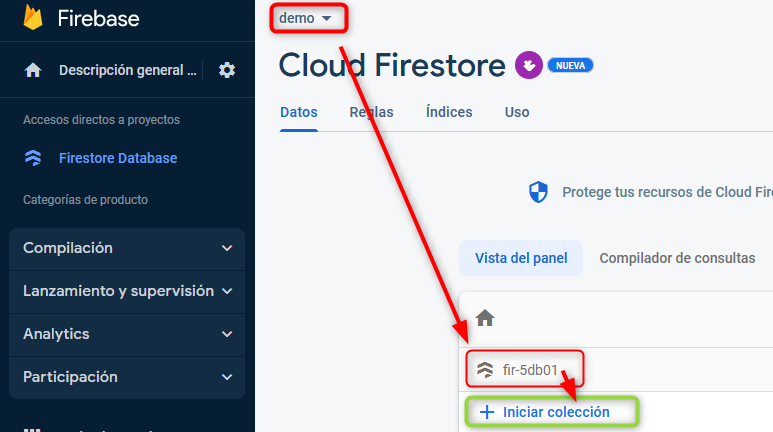 Firebase
Descripción general ...
Accesos directos a proyectos
Firestore Database
Categorías de producto
Compilación
Lanzamiento y supervisión
Analytics
Participación
demo
Cloud Firestore
NUEVA
Datos
Reglas
Índices
Uso
Protege tus recursos de Cloud Fire
Vista del panel
Compilador de consultas
fir-5db01
+ Iniciar colección